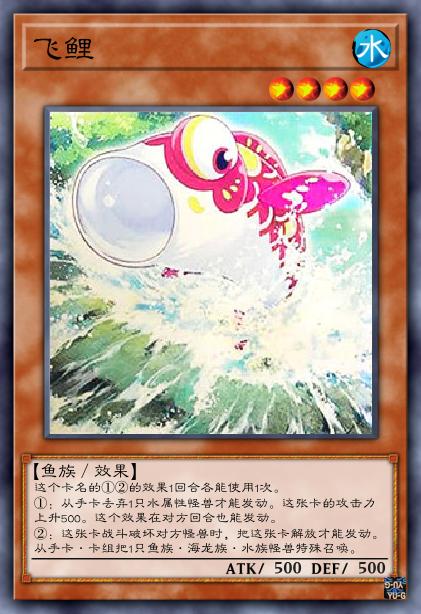 飞鲤
水
【鱼族／效果】
这个卡名的①②的效果1回合各能使用1次。
①：从手卡丢弃1只水属性怪兽才能发动。这张卡的攻击力
上升500。这个效果在对方回合也能发动。
②：这张卡战斗破坏对方怪兽时，把这张卡解放才能发动。
从手卡·卡组把1只鱼族·海龙族·水族怪兽特殊召唤。
ATK/ 500 DEF/ 500